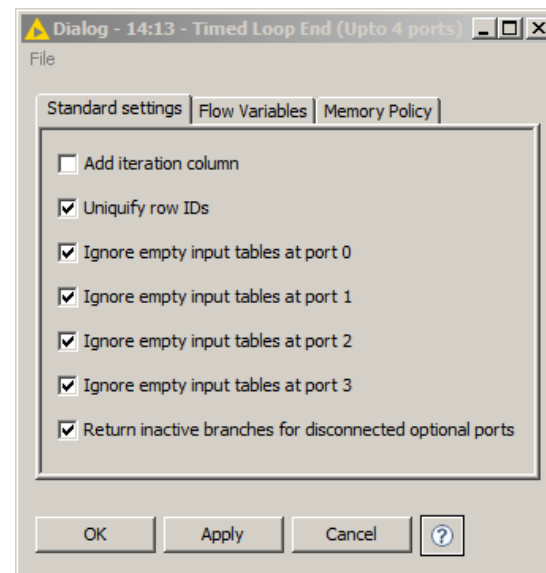 Dialog - 14:13 - Timed Loop End (Upto 4 ports)
File
Standard settings Flow Variables Memory Policy
Add iteration column
Uniquify row IDs
Ignore empty input tables at port 0
Ignore empty input tables at port 1
Ignore empty input tables at port 2
Ignore empty input tables at port 3
Return inactive branches for disconnected optional ports
OK Apply Cancel ?